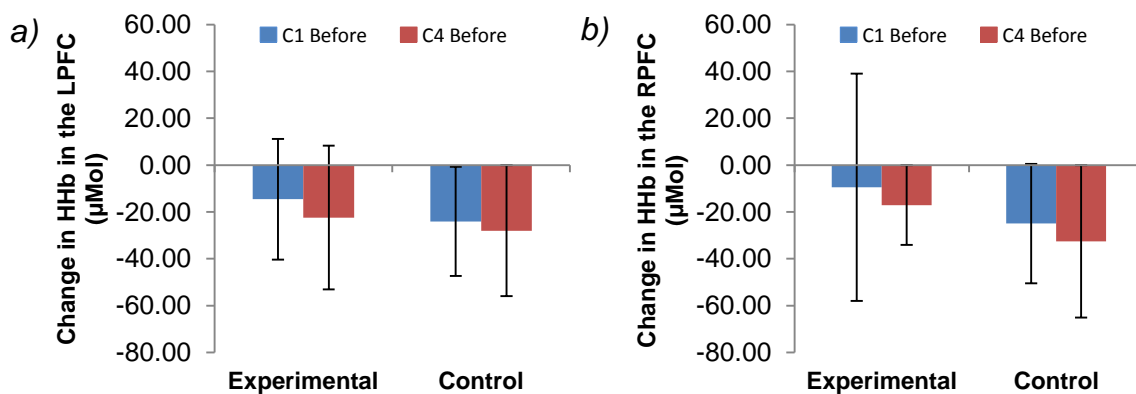 a)
Change in HHb in the LPFC
(µMol)
60.00
40.00
20.00
0.00
-20.00
-40.00
-60.00
-80.00
C1 Before
C4 Before
Experimental
Control
b)
Change in HHb in the RPFC
(µMol)
60.00
40.00
20.00
0.00
-20.00
-40.00
-60.00
-80.00
C1 Before
C4 Before
Experimental
Control